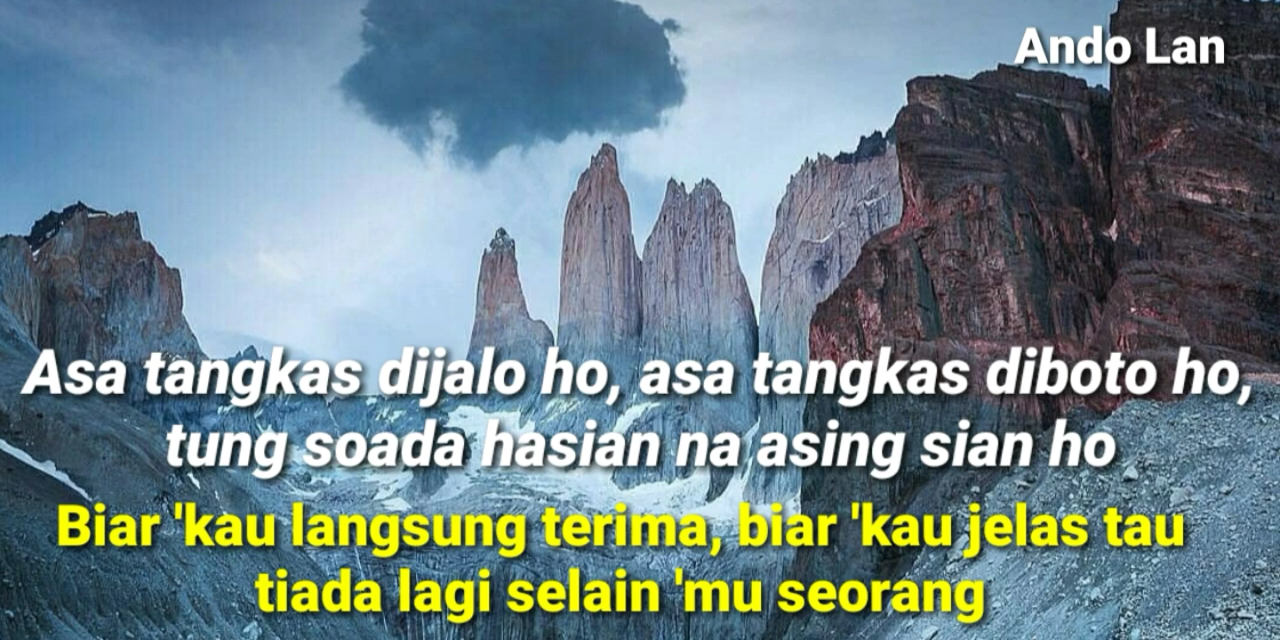 Ando Lan
Asa tangkas dijalo ho, asa tangkas diboto ho,
tung soada hasian na asing sian ho
Biar 'kau langsung terima, biar 'kau jelas tau
tiada lagi selain 'mu seorang